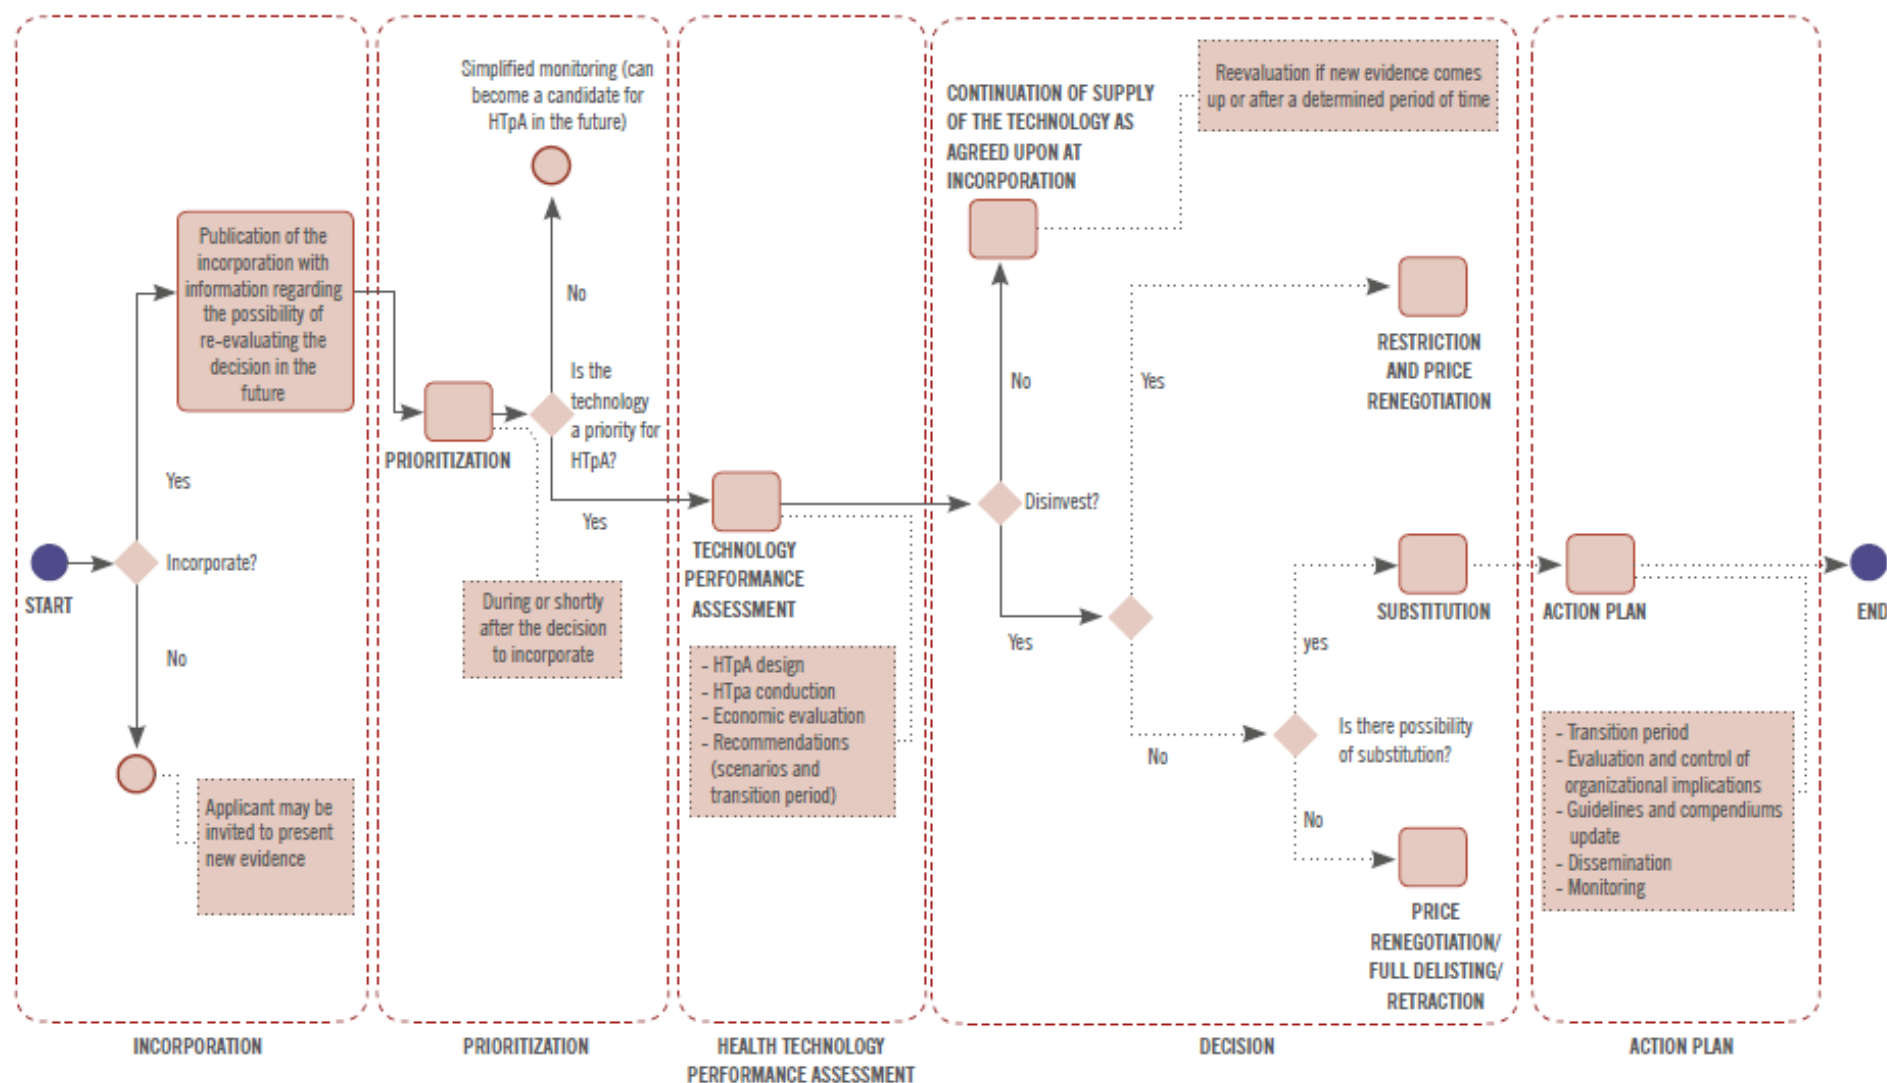 START
Incorporate?
Yes
Publication of the
incorporation with
information regarding
the possibility of
re-evaluating the
decision in the
future
No
Applicant may be
invited to present
new evidence
INCORPORATION
Simplified monitoring (can
become a candidate for
HTpA in the future)
No
Is the
technology
a priority for
HTpA?
PRIORITIZATION
Yes
During or shortly
after the decision
to incorporate
PRIORITIZATION
TECHNOLOGY
PERFORMANCE
ASSESSMENT
- HTpA design
- HTpa conduction
- Economic evaluation
- Recommendations
(scenarios and
transition period)
HEALTH TECHNOLOGY
PERFORMANCE ASSESSMENT
CONTINUATION OF SUPPLY
OF THE TECHNOLOGY AS
AGREED UPON AT
INCORPORATION
Reevaluation if new evidence comes
up or after a determined period of time
No
Disinvest?
Yes
Yes
RESTRICTION
AND PRICE
RENEGOTIATION
No
Is there possibility
of substitution?
yes
SUBSTITUTION
No
PRICE
RENEGOTIATION/
FULL DELISTING/
RETRACTION
DECISION
ACTION PLAN
- Transition period
- Evaluation and control of
organizational implications
- Guidelines and compendiums
update
- Dissemination
- Monitoring
END
ACTION PLAN